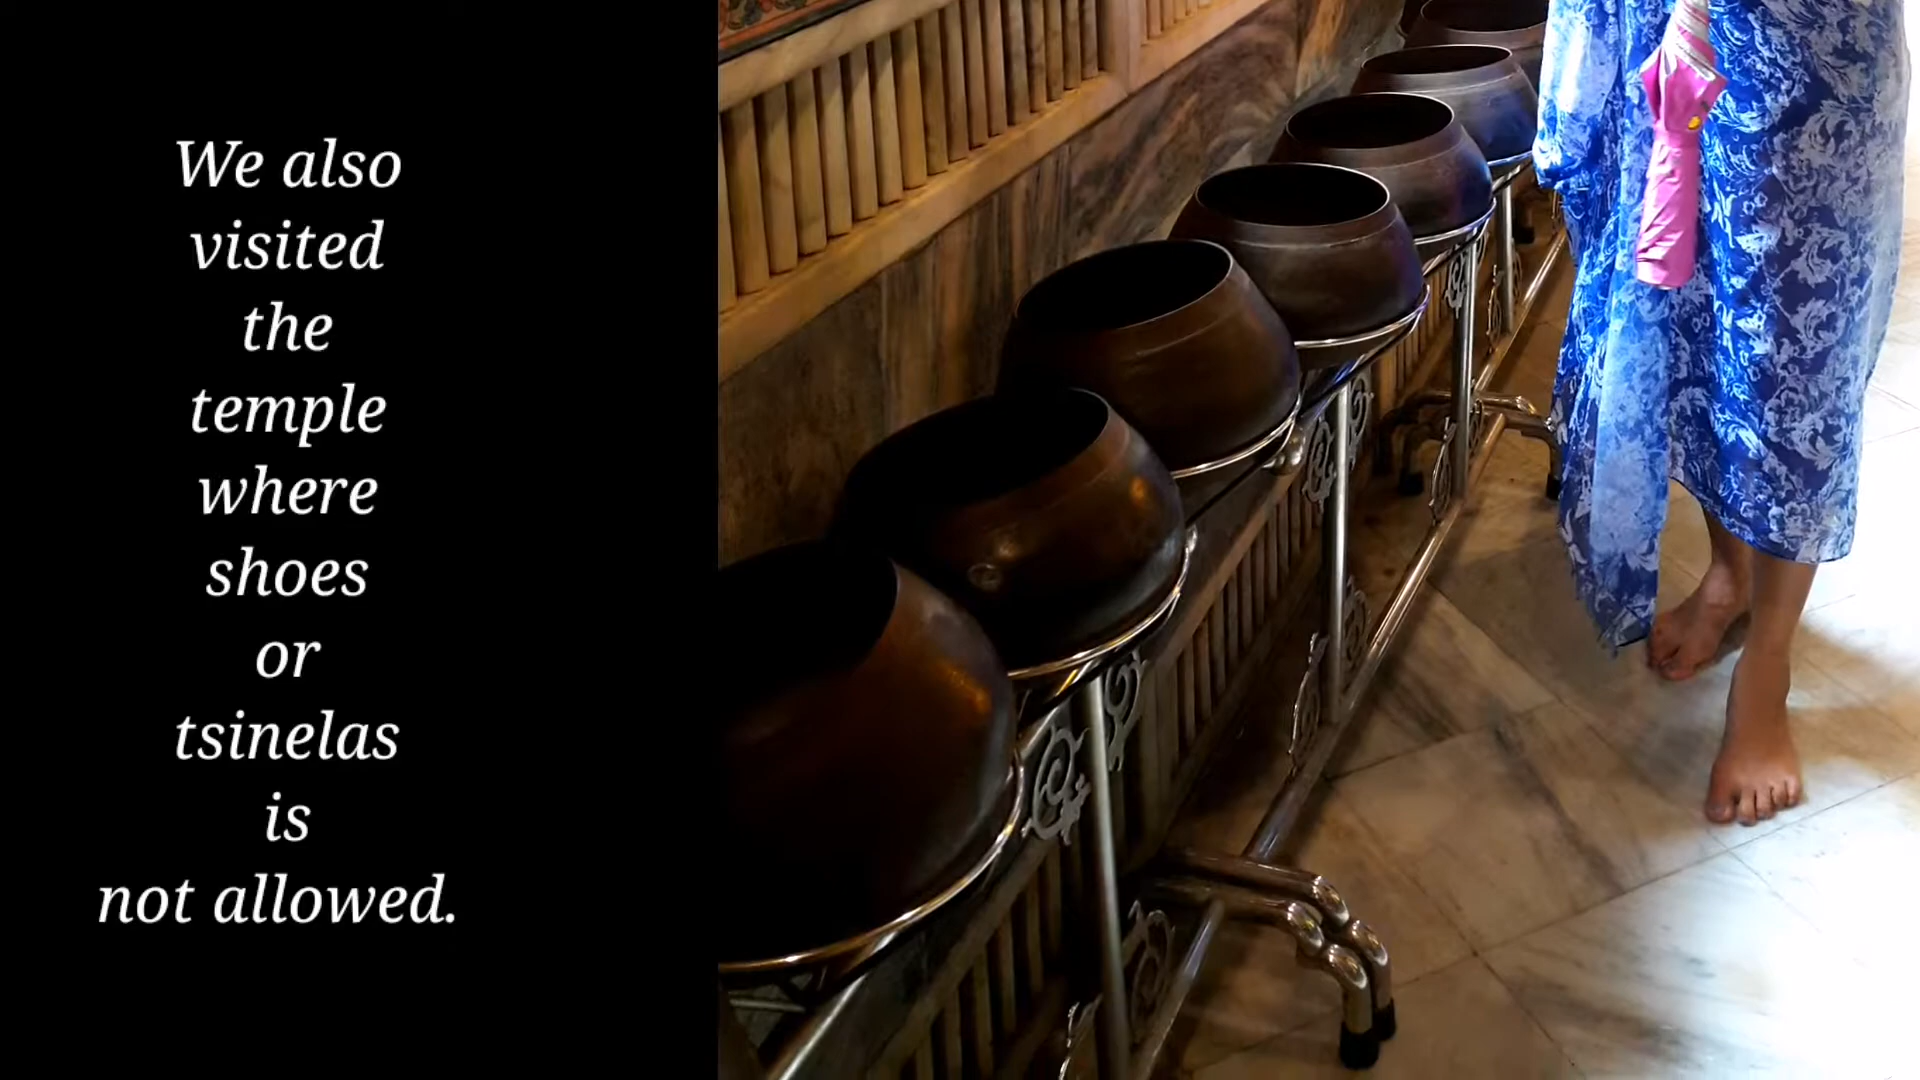 We also
visited
the
temple
where
shoes
or
tsinelas
is
not allowed.